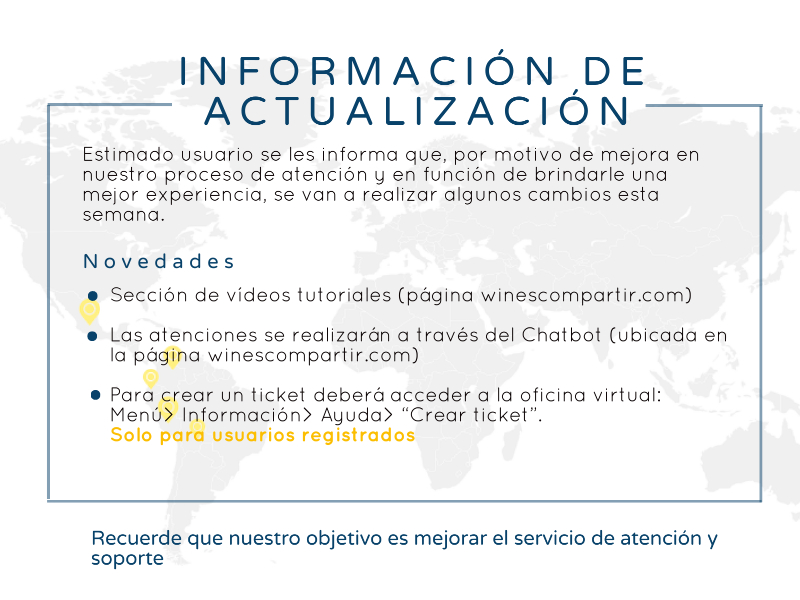 INFORMACIÓN DE
ACTUALIZACIÓN
Estimado usuario se les informa que, por motivo de mejora en
nuestro proceso de atención y en función de brindarle una
mejor experiencia, se van a realizar algunos cambios esta
semana.
Novedades
• Sección de vídeos tutoriales (página winescompartir.com)
• Las atenciones se realizarán a través del Chatbot (ubicada en
la página winescompartir.com)
• Para crear un ticket deberá acceder a la oficina virtual:
Menú> Información> Ayuda> “Crear ticket”.
Solo para usuarios registrados
Recuerde que nuestro objetivo es mejorar el servicio de atención y
soporte